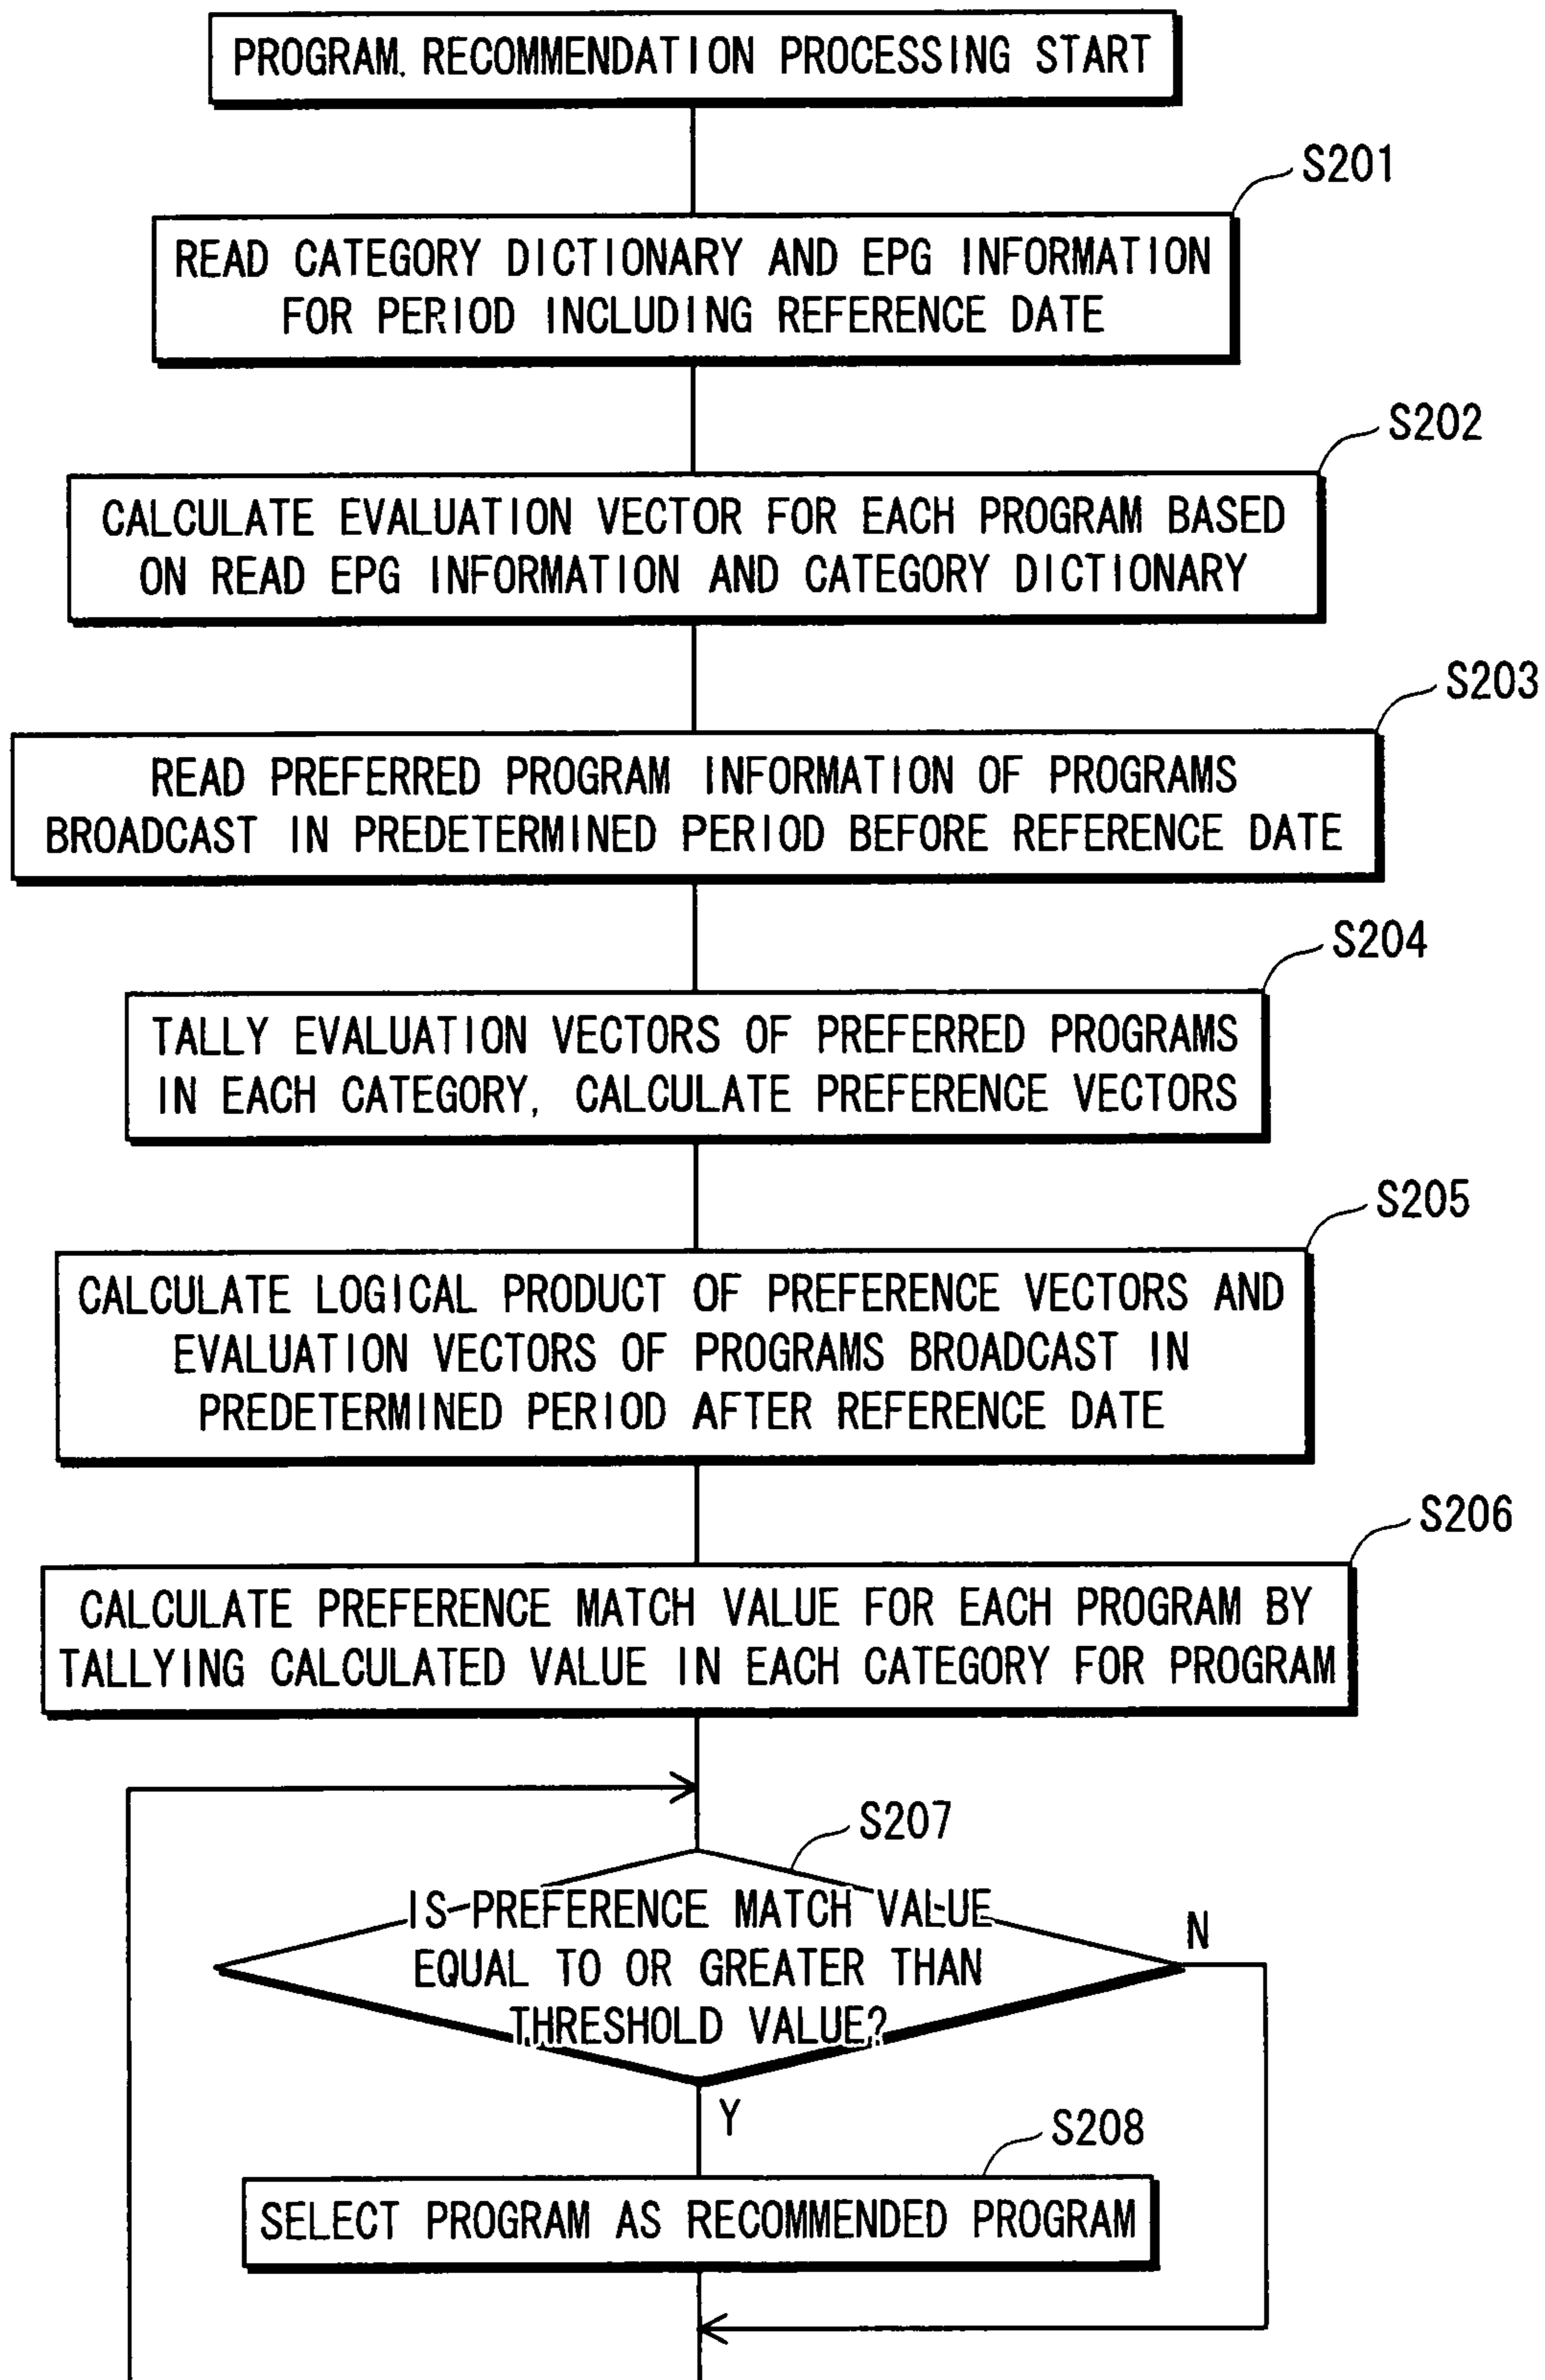 PROGRAM. RECOMMENDATION PROCESSING START
S201
READ CATEGORY DICTIONARY AND EPG INFORMATION
FOR PERIOD INCLUDING REFERENCE DATE
S202
CALCULATE EVALUATION VECTOR FOR EACH PROGRAM BASED
ON READ EPG INFORMATION AND CATEGORY DICTIONARY
S203
READ PREFERRED PROGRAM INFORMATION OF PROGRAMS
BROADCAST IN PREDETERMINED PERIOD BEFORE REFERENCE DATE
S204
TALLY EVALUATION VECTORS OF PREFERRED PROGRAMS
IN EACH CATEGORY, CALCULATE PREFERENCE VECTORS
S205
CALCULATE LOGICAL PRODUCT OF PREFERENCE VECTORS AND
EVALUATION VECTORS OF PROGRAMS BROADCAST IN
PREDETERMINED PERIOD AFTER REFERENCE DATE
S206
CALCULATE PREFERENCE MATCH VALUE FOR EACH PROGRAM BY
TALLYING CALCULATED VALUE IN EACH CATEGORY FOR PROGRAM
S207
IS PREFERENCE MATCH VALUE
EQUAL TO OR GREATER THAN
THRESHOLD VALUE?
N
Y
S208
SELECT PROGRAM AS RECOMMENDED PROGRAM